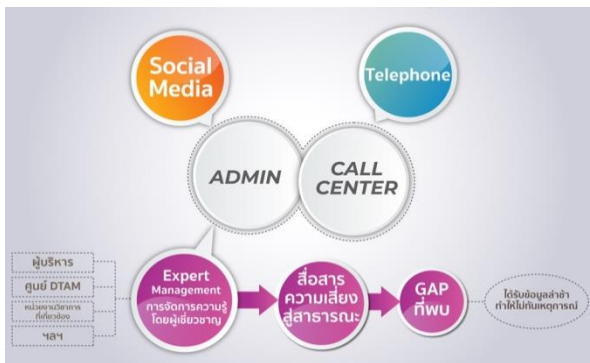 Social
Media
Telephone
ADMIN
CALL
CENTER
ผู้บริหาร
ศูนย์ DTAM
หน่วยงานวิชาการ
ที่เกี่ยวข้อง
ฯลฯ
Expert
Management
การจัดการความรู้
โดยผู้เชี่ยวชาญ
สื่อสาร
ความเสี่ยง
สู่สาธารณะ
GAP
ที่พบ
ได้รับข้อมูลล่าช้า
ทำให้ไม่ทันเหตุการณ์